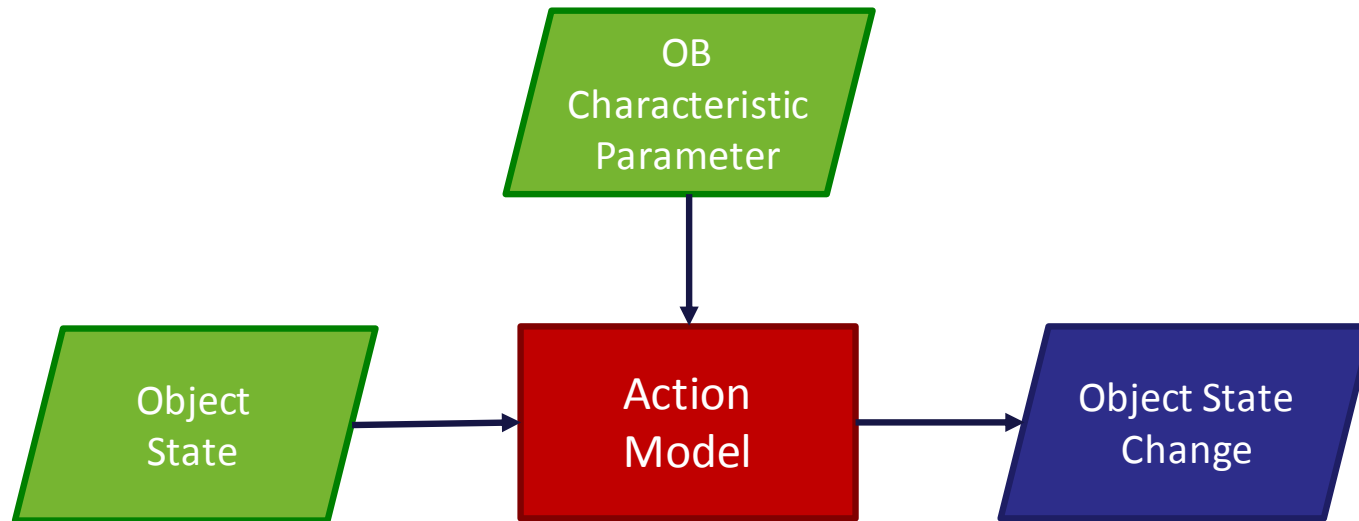 OB
Characteristic
Parameter
Object
State
Action
Model
Object State
Change